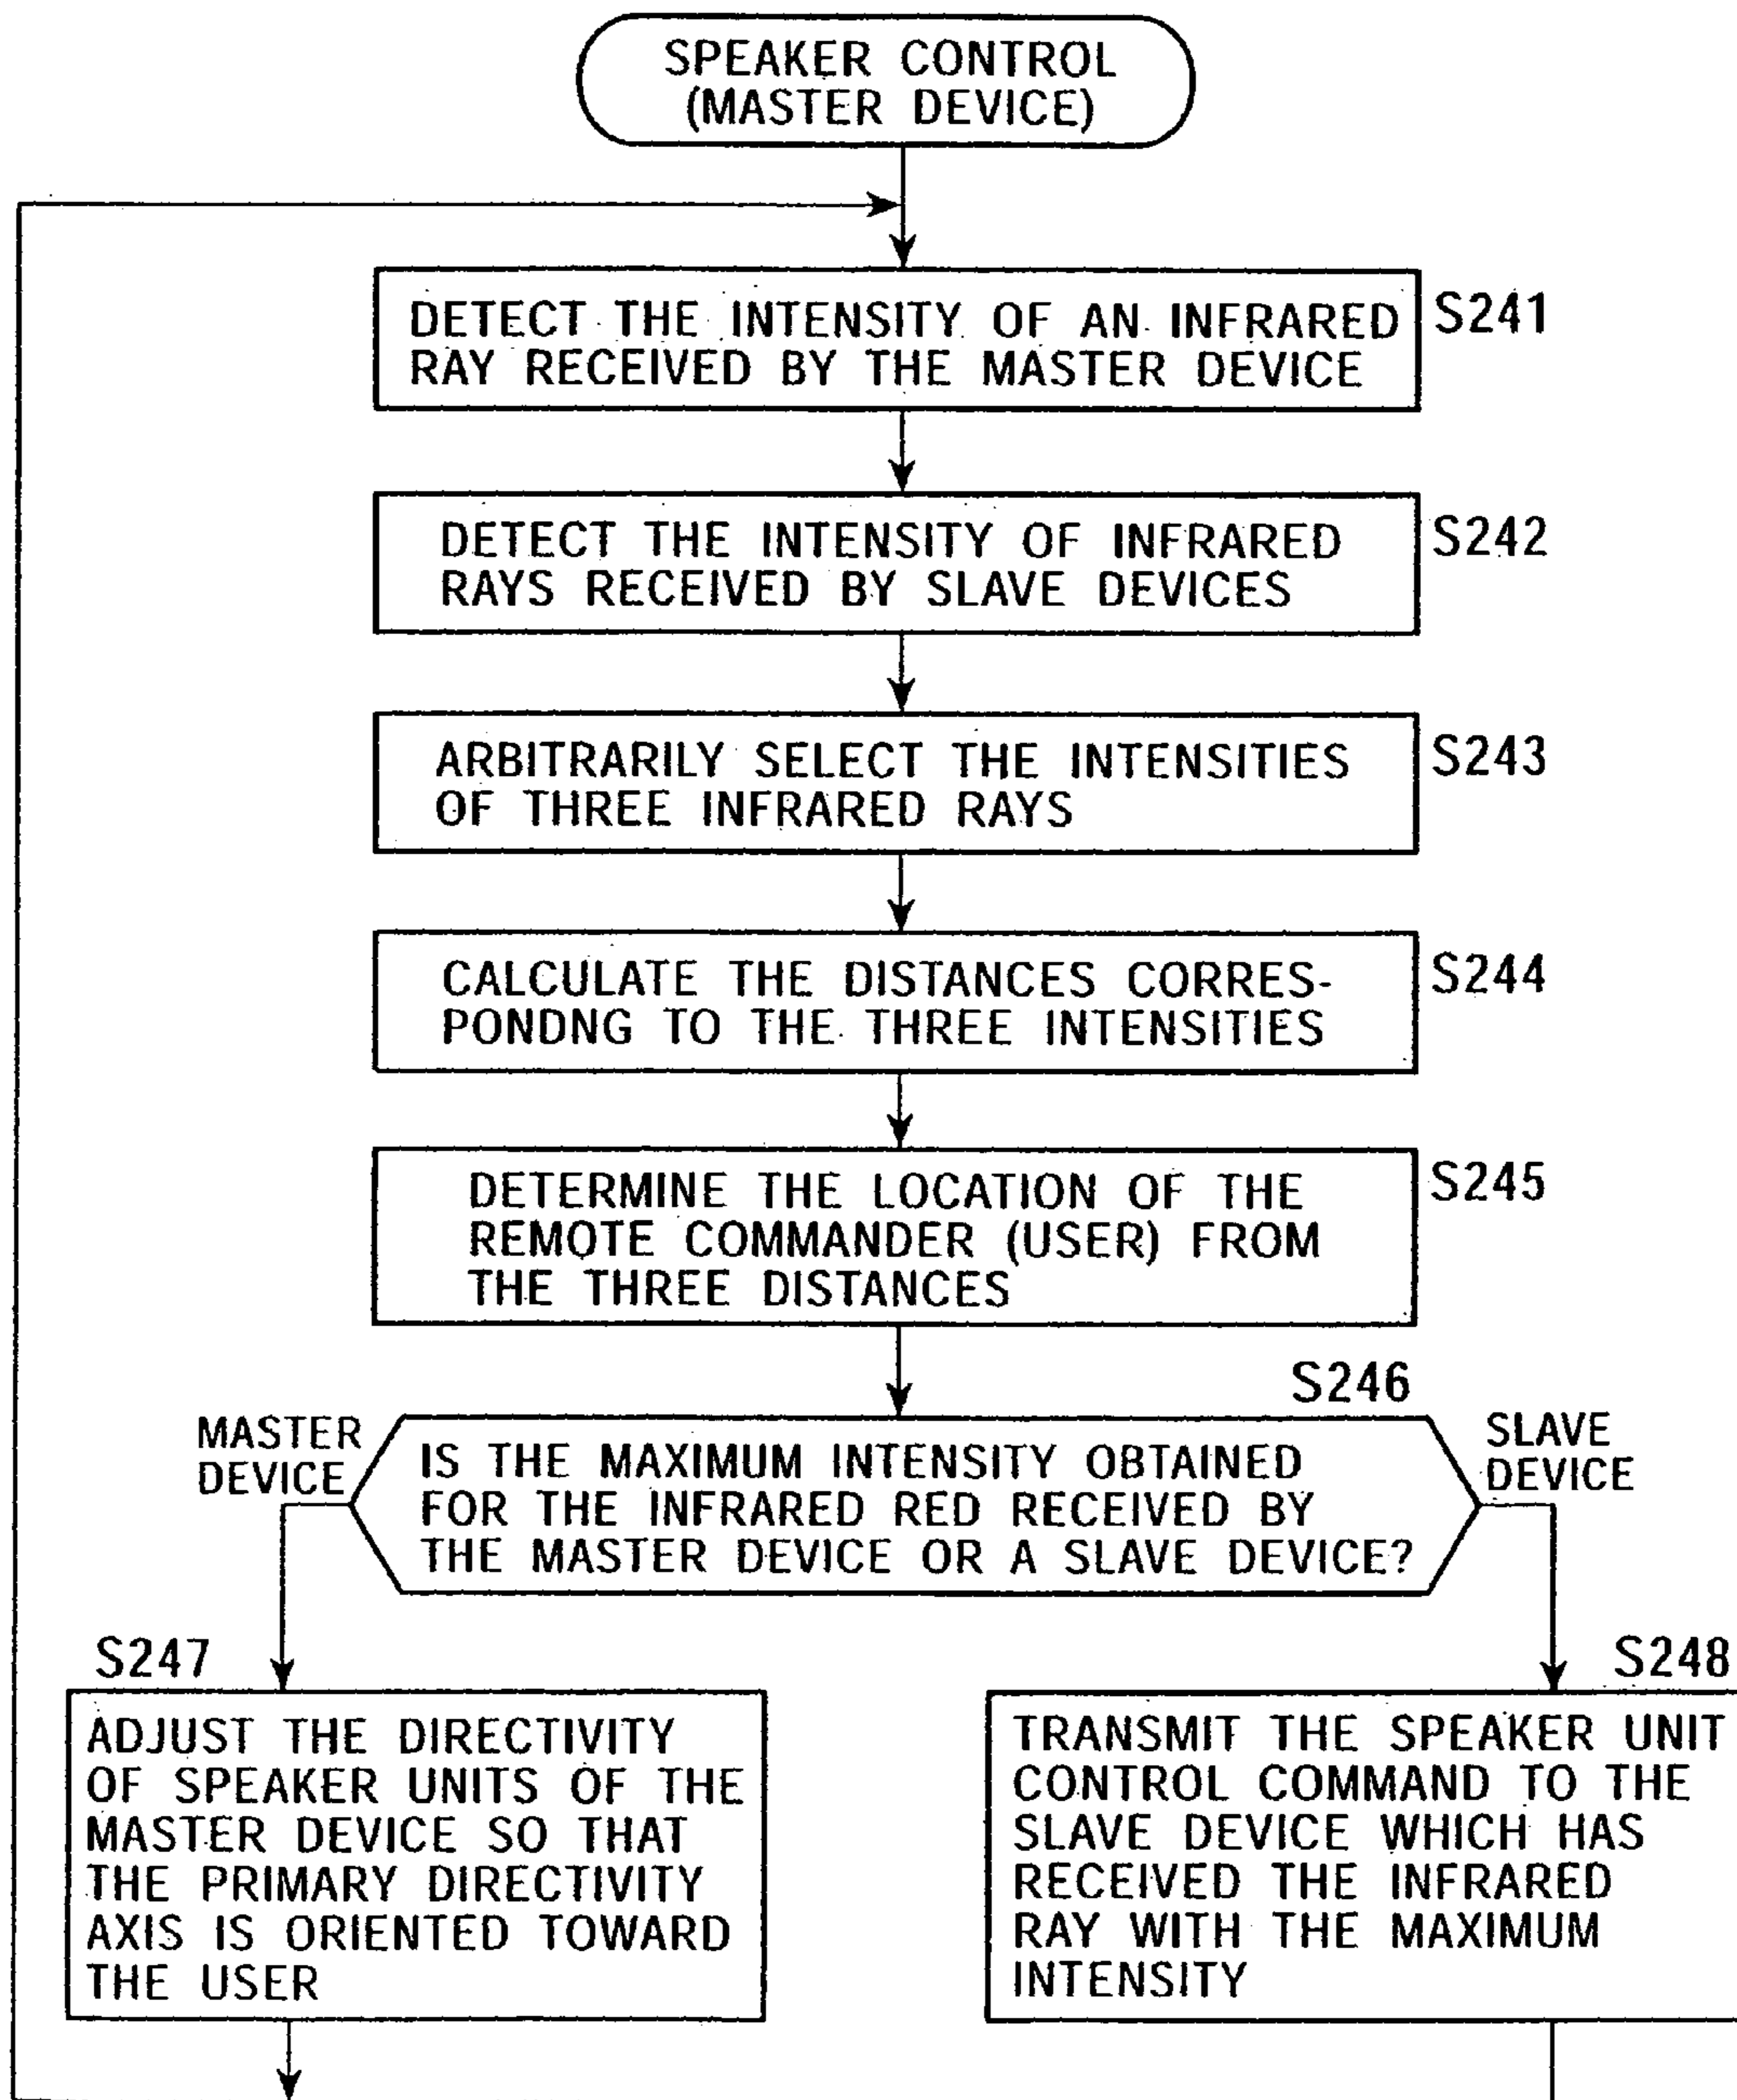 SPEAKER CONTROL
(MASTER DEVICE)
DETECT THE INTENSITY OF AN INFRARED
RAY RECEIVED BY THE MASTER DEVICE
S241
DETECT THE INTENSITY OF INFRARED
RAYS RECEIVED BY SLAVE DEVICES
S242
ARBITRARILY SELECT THE INTENSITIES
OF THREE INFRARED RAYS
S243
CALCULATE THE DISTANCES CORRES-
PONDNG TO THE THREE INTENSITIES
S244
DETERMINE THE LOCATION OF THE
REMOTE COMMANDER (USER) FROM
THE THREE DISTANCES
S245
S246
MASTER
DEVICE
IS THE MAXIMUM INTENSITY OBTAINED
FOR THE INFRARED RED RECEIVED BY
THE MASTER DEVICE OR A SLAVE DEVICE?
SLAVE
DEVICE
S247
ADJUST THE DIRECTIVITY
OF SPEAKER UNITS OF THE
MASTER DEVICE SO THAT
THE PRIMARY DIRECTIVITY
AXIS IS ORIENTED TOWARD
THE USER
S248
TRANSMIT THE SPEAKER UNIT
CONTROL COMMAND TO THE
SLAVE DEVICE WHICH HAS
RECEIVED THE INFRARED
RAY WITH THE MAXIMUM
INTENSITY